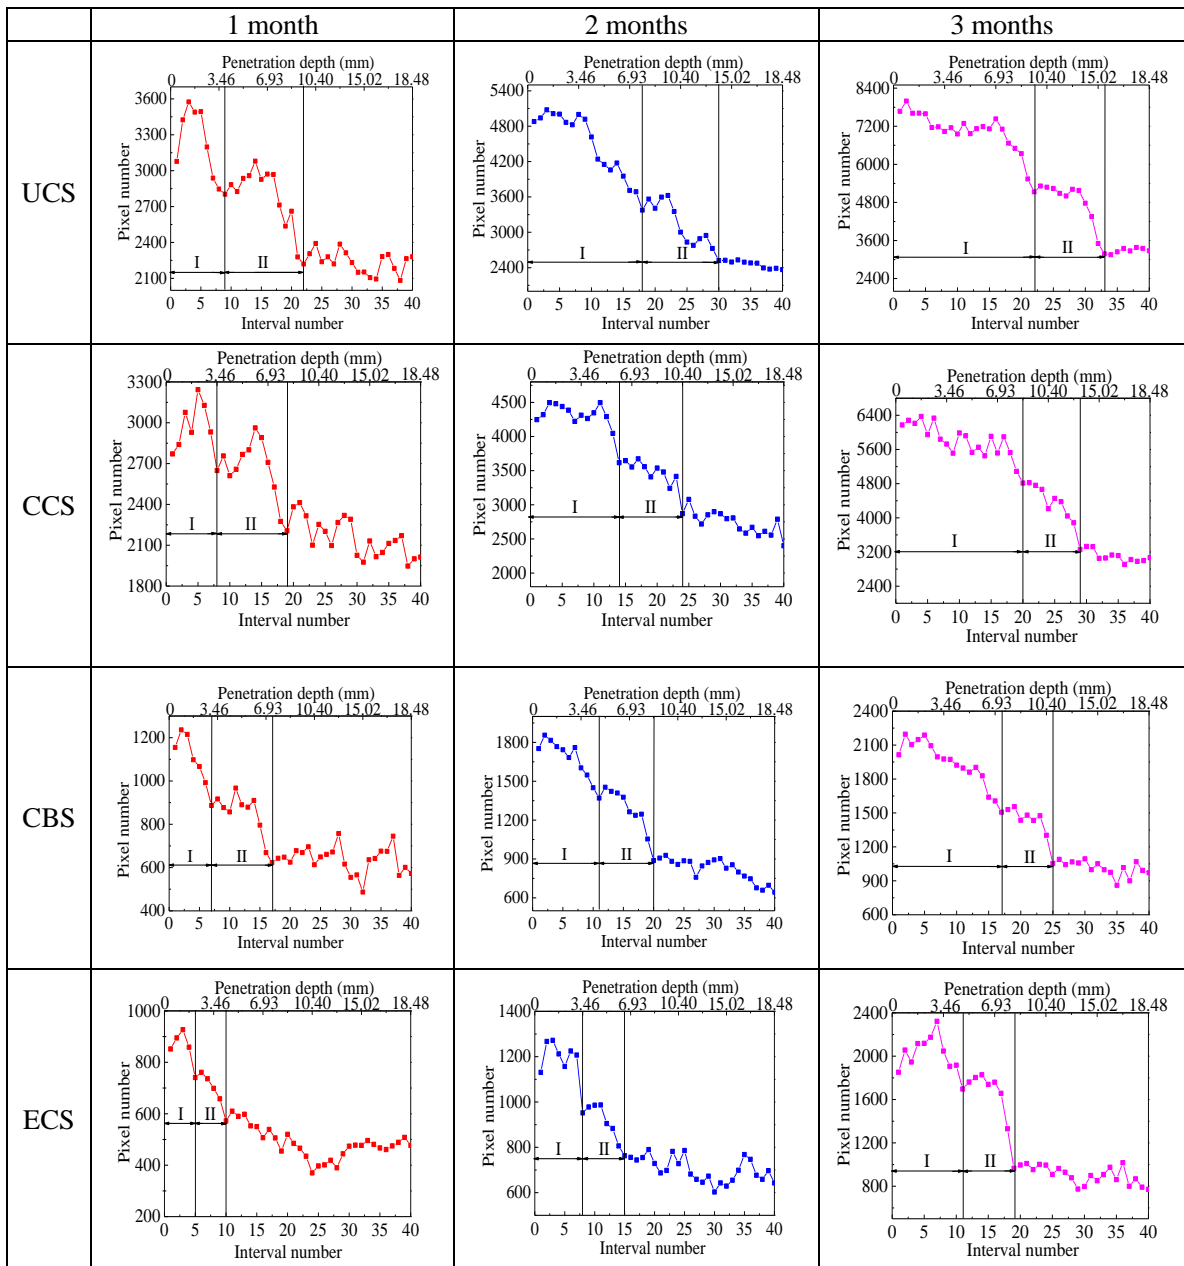 1 month 2 months 3 months
UCS
Penetration depth (mm)
0 3.46 6.93 10.40 15.02 18.48
3600
3300
3000
2700
2400
2100
Pixel number
I II
0 5 10 15 20 25 30 35 40
Interval number
Penetration depth (mm)
0 3.46 6.93 10.40 15.02 18.48
5400
4800
4200
3600
3000
2400
Pixel number
I II
0 5 10 15 20 25 30 35 40
Interval number
Penetration depth (mm)
0 3.46 6.93 10.40 15.02 18.48
8400
7200
6000
4800
3600
2400
Pixel number
I II
0 5 10 15 20 25 30 35 40
Interval number
CCS
Penetration depth (mm)
0 3.46 6.93 10.40 15.02 18.48
3300
3000
2700
2400
2100
1800
Pixel number
I II
0 5 10 15 20 25 30 35 40
Interval number
Penetration depth (mm)
0 3.46 6.93 10.40 15.02 18.48
4500
4000
3500
3000
2500
2000
Pixel number
I II
0 5 10 15 20 25 30 35 40
Interval number
Penetration depth (mm)
0 3.46 6.93 10.40 15.02 18.48
6400
5600
4800
4000
3200
2400
Pixel number
I II
0 5 10 15 20 25 30 35 40
Interval number
CBS
Penetration depth (mm)
0 3.46 6.93 10.40 15.02 18.48
1200
1000
800
600
400
Pixel number
I II
0 5 10 15 20 25 30 35 40
Interval number
Penetration depth (mm)
0 3.46 6.93 10.40 15.02 18.48
1800
1500
1200
900
600
Pixel number
I II
0 5 10 15 20 25 30 35 40
Interval number
Penetration depth (mm)
0 3.46 6.93 10.40 15.02 18.48
2400
2100
1800
1500
1200
900
600
Pixel number
I II
0 5 10 15 20 25 30 35 40
Interval number
ECS
Penetration depth (mm)
0 3.46 6.93 10.40 15.02 18.48
1000
800
600
400
200
Pixel number
I II
0 5 10 15 20 25 30 35 40
Interval number
Penetration depth (mm)
0 3.46 6.93 10.40 15.02 18.48
1400
1200
1000
800
600
Pixel number
I II
0 5 10 15 20 25 30 35 40
Interval number
Penetration depth (mm)
0 3.46 6.93 10.40 15.02 18.48
2400
2000
1600
1200
800
Pixel number
I II
0 5 10 15 20 25 30 35 40
Interval number